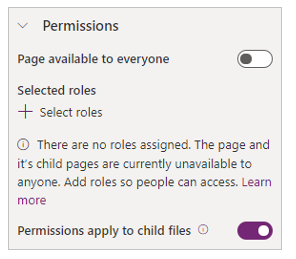 Permissions
Page available to everyone
Selected roles
Select roles
There are no roles assigned. The page and
it's child pages are currently unavailable to
anyone. Add roles so people can access. Learn
more
Permissions apply to child files